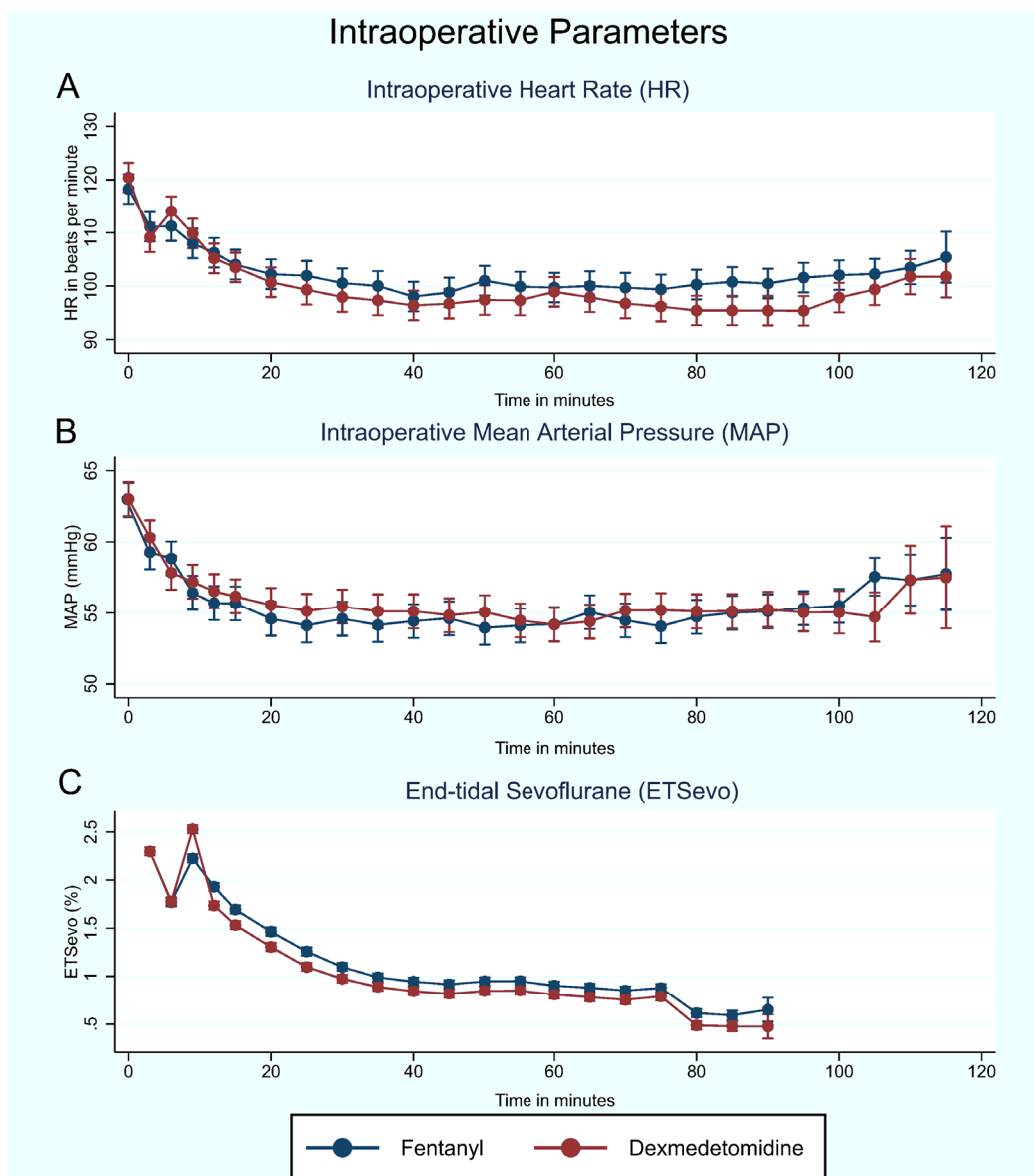 Intraoperative Parameters
A
Intraoperative Heart Rate (HR)
HR in beats per minute
130
120
110
100
90
0 20 40 60 80 100 120
Time in minutes
B
Intraoperative Mean Arterial Pressure (MAP)
MAP (mmHg)
65
60
55
50
0 20 40 60 80 100 120
Time in minutes
C
End-tidal Sevoflurane (ETSevo)
ETSevo (%)
2.5
2
1.5
1
.5
0 20 40 60 80 100 120
Time in minutes
Fentanyl Dexmedetomidine